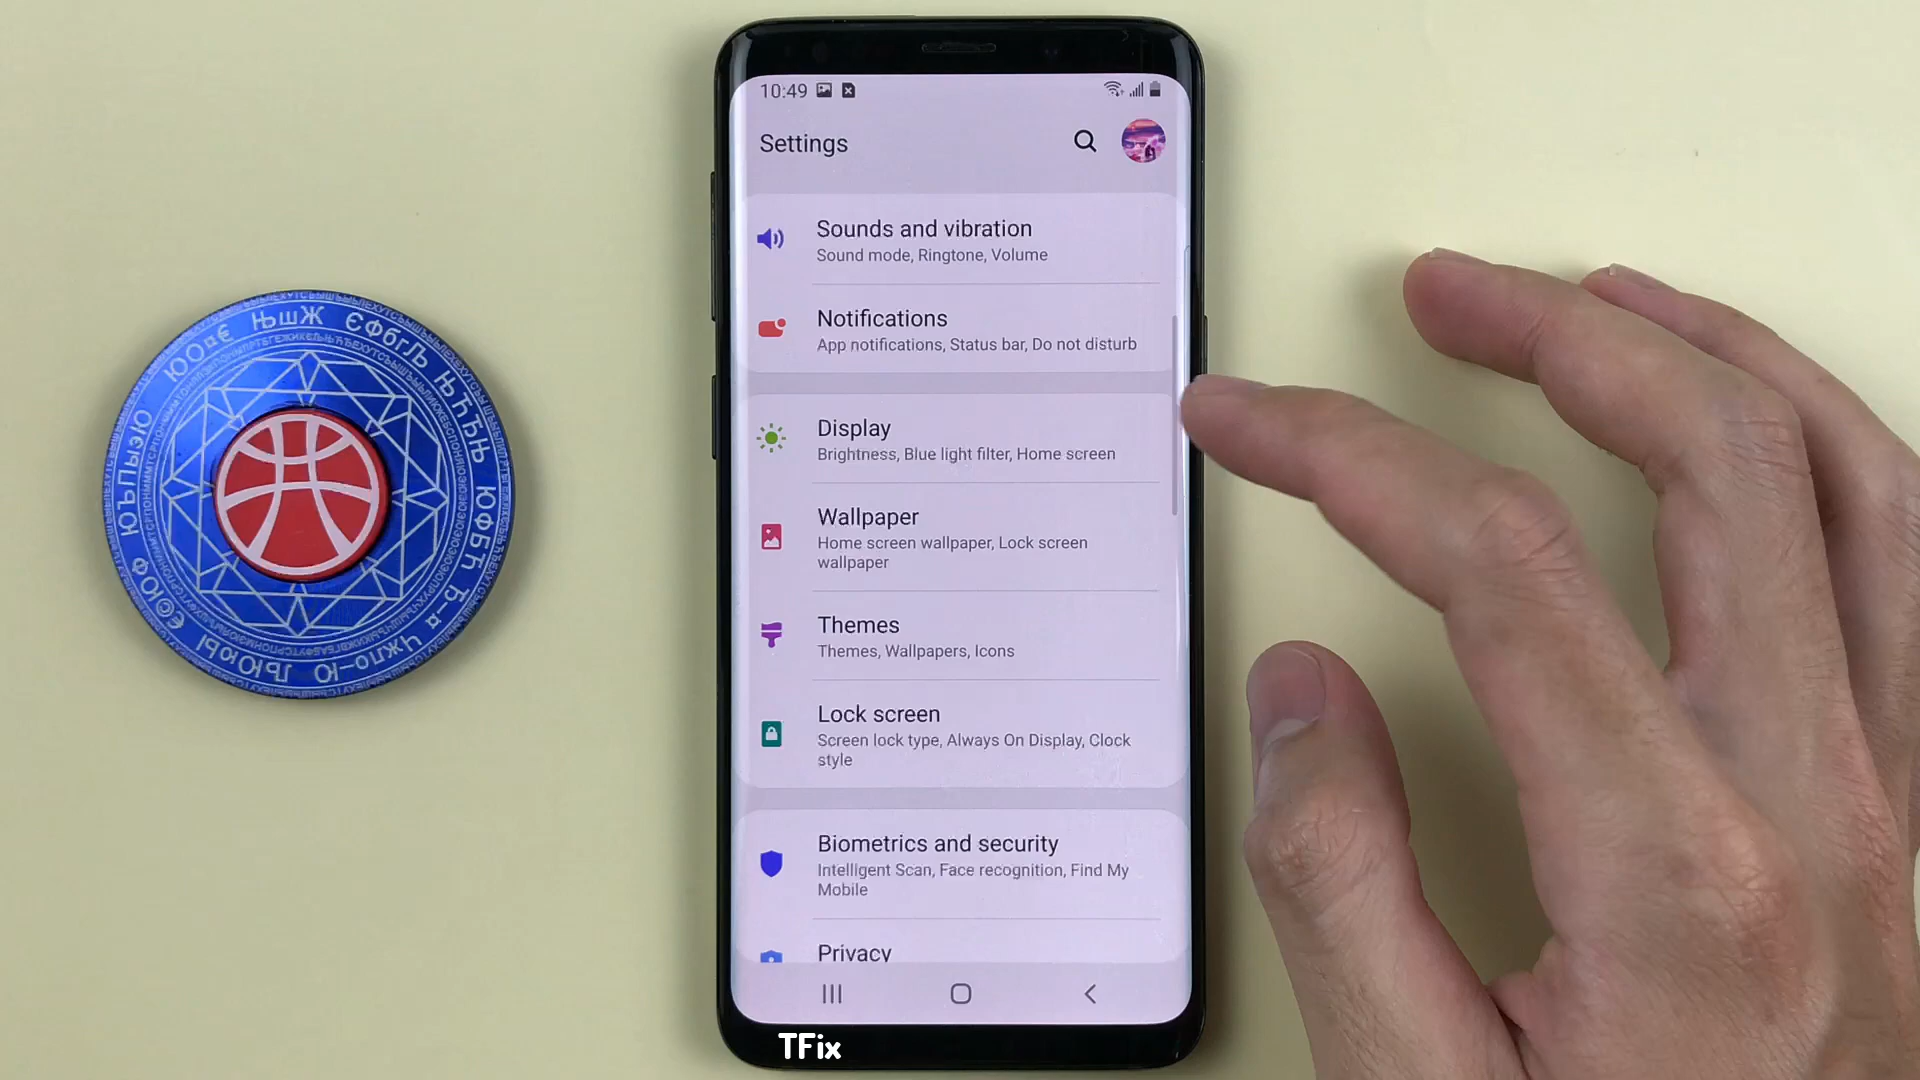 10:49
Settings
Sounds and vibration
Sound mode, Ringtone, Volume
Notifications
App notifications, Status bar, Do not disturb
Display
Brightness, Blue light filter, Home screen
Wallpaper
Home screen wallpaper, Lock screen
wallpaper
Themes
Themes, Wallpapers, Icons
Lock screen
Screen lock type, Always On Display, Clock
style
Biometrics and security
Intelligent Scan, Face recognition, Find My
Mobile
Privacy
TFix